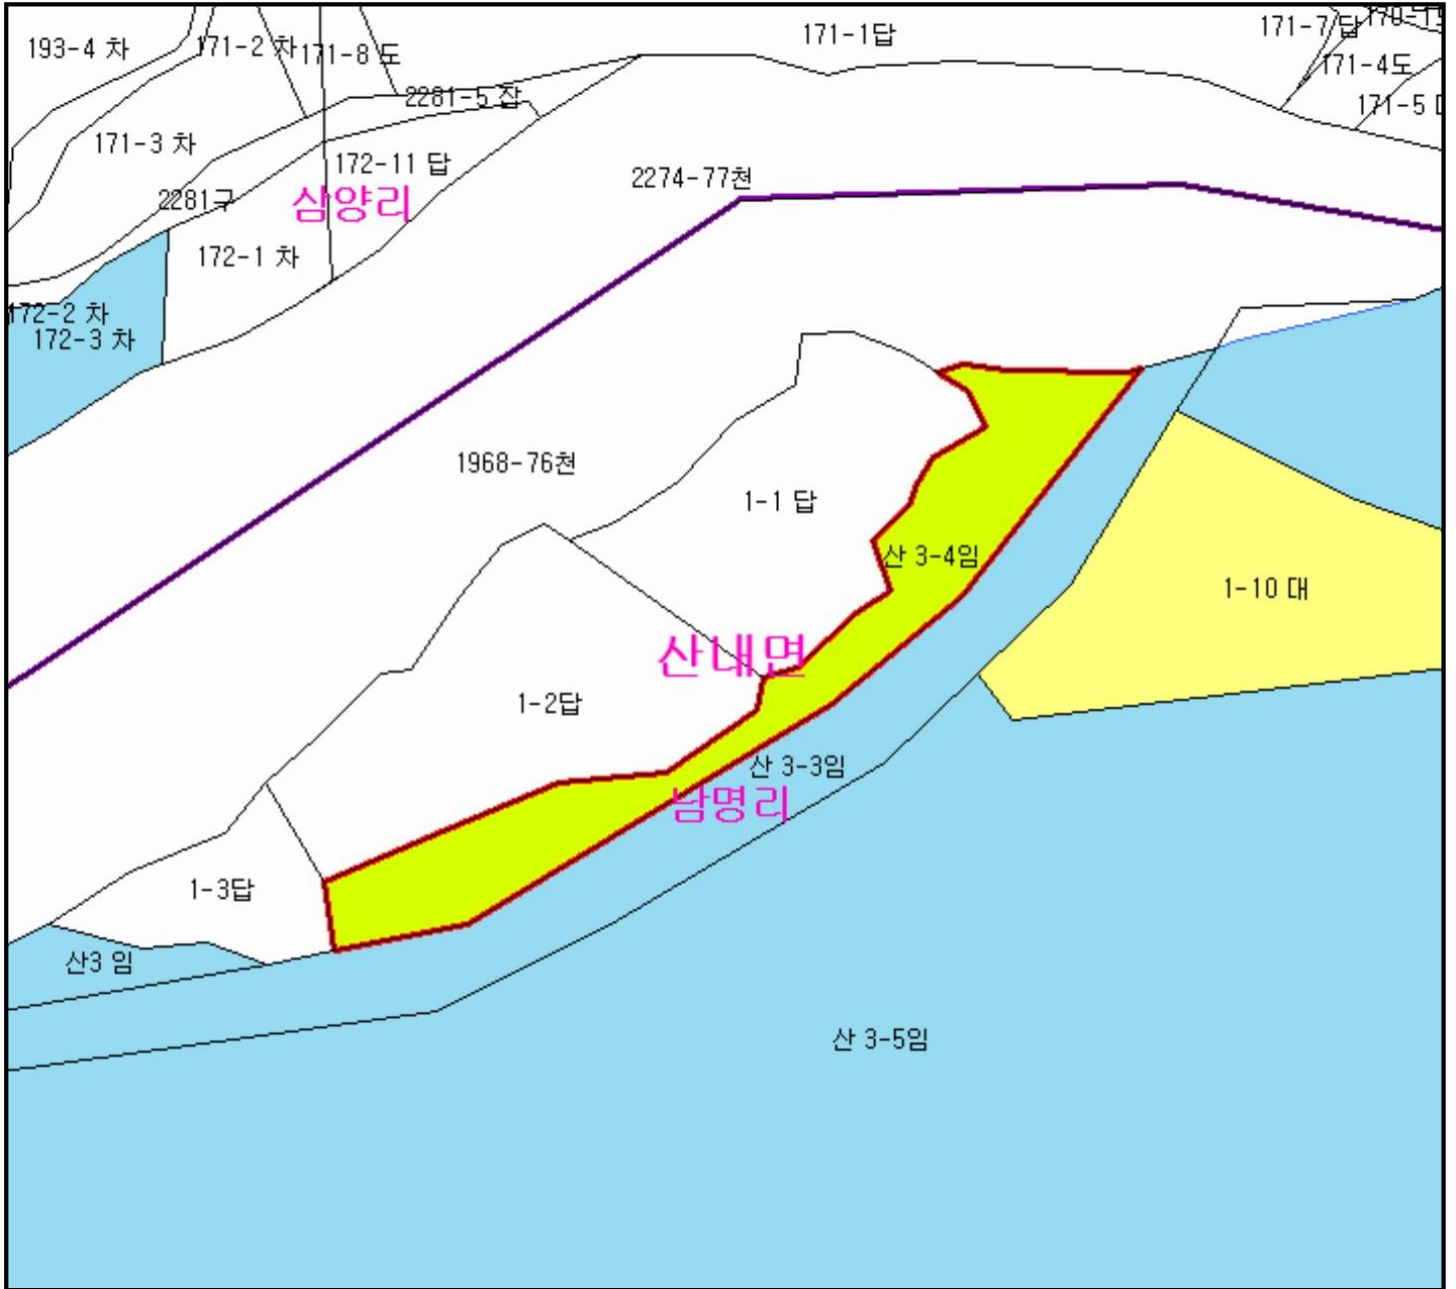 193-4 차
171-2 차
171-8 도
171-1답
171-7답
171-4도
171-5
2281-5 잡
171-3 차
172-11 답
2281구
삼양리
2274-77천
172-1 차
172-2 차
172-3 차
1968-76천
1-1 답
산 3-4임
1-10 대
산내면
1-2답
산 3-3임
남명리
1-3답
산3 임
산 3-5임